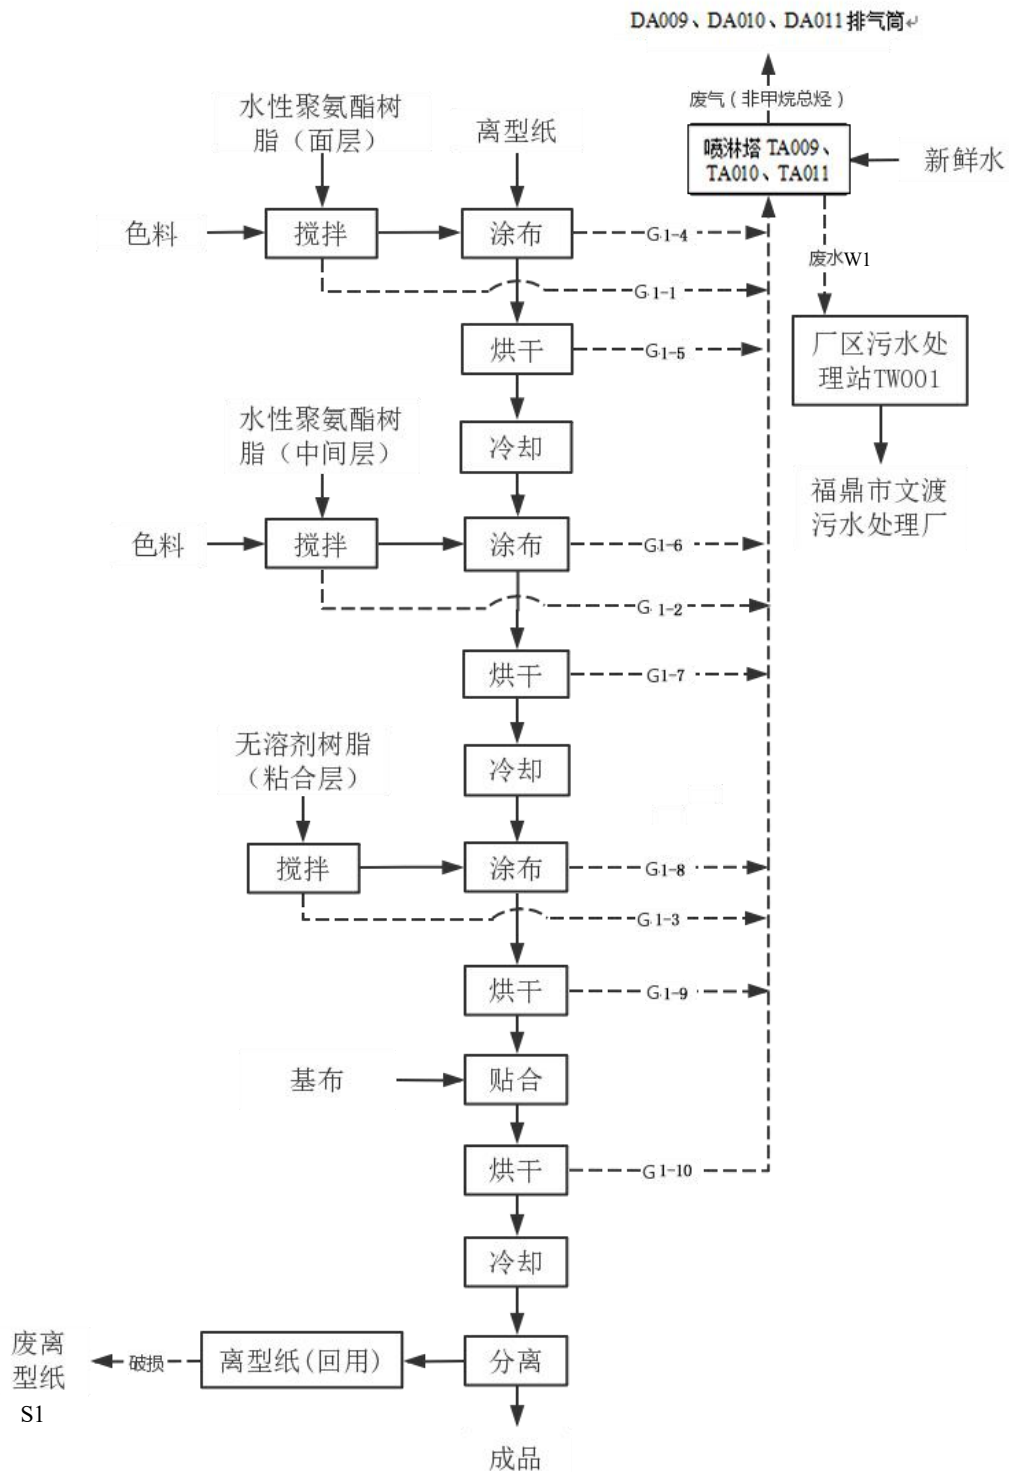 DA009、DA010、DA011排气筒
废气（非甲烷总烃）
水性聚氨酯树
脂（面层）
离型纸
喷淋塔 TA009、
TA010、TA011
新鲜水
色料
搅拌
涂布
G1-4
废水W1
G1-1
厂区污水处
理站TW001
烘干
G1-5
水性聚氨酯树
脂（中间层）
冷却
福鼎市文渡
污水处理厂
色料
搅拌
涂布
G1-6
G1-2
烘干
G1-7
无溶剂树脂
（粘合层）
冷却
搅拌
涂布
G1-8
G1-3
烘干
G1-9
基布
贴合
烘干
G1-10
冷却
废离
型纸
S1
破损
离型纸(回用)
分离
成品